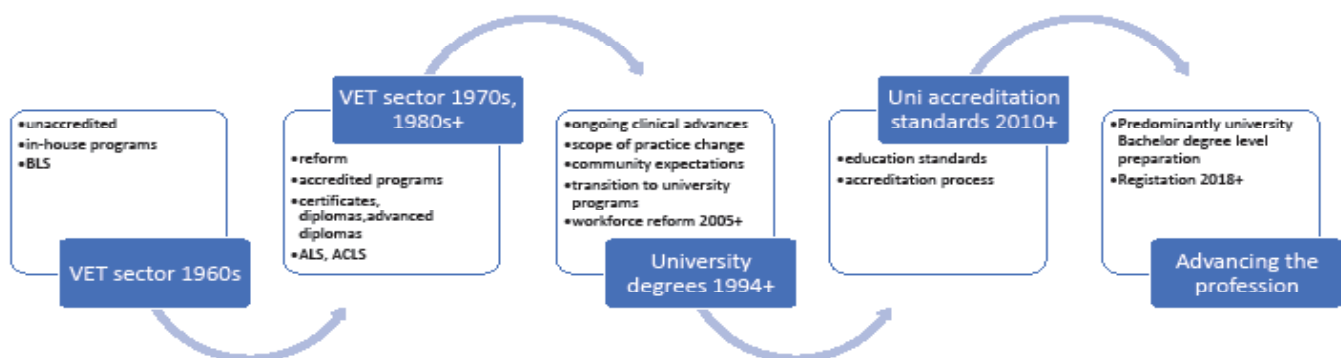 •unaccredited
•in-house programs
•BLS
VET sector 1960s
VET sector 1970s,
1980s+
•reform
•accredited programs
•certificates,
diplomas,advanced
diplomas
•ALS, ACLS
•ongoing clinical advances
•scope of practice change
•community expectations
•transition to university
programs
•workforce reform 2005+
University
degrees 1994+
Uni accreditation
standards 2010+
•education standards
•accreditation process
•Predominantly university
Bachelor degree level
preparation
•Registation 2018+
Advancing the
profession